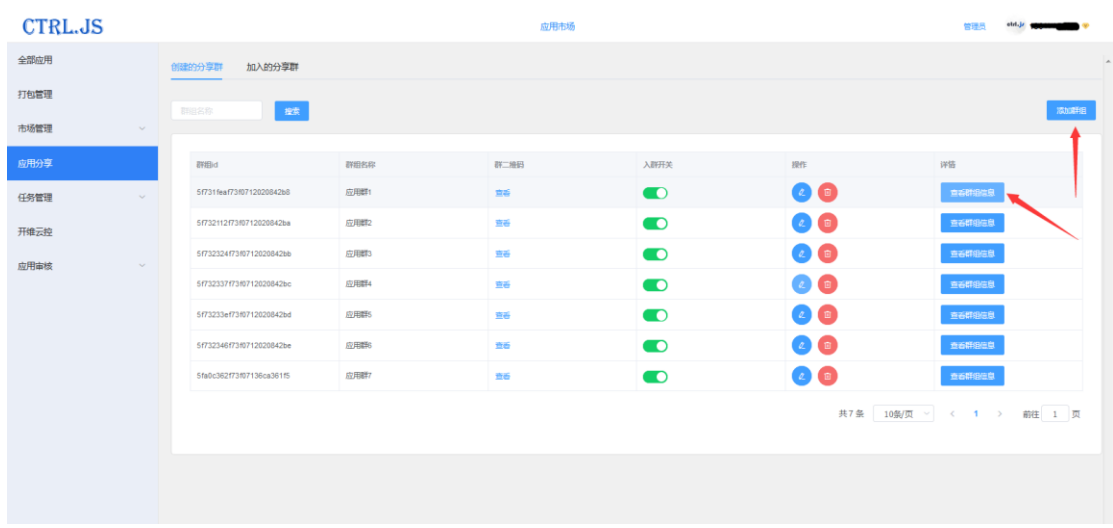 CTRL.JS
应用市场
管理员
ctrl.js
全部应用
打包管理
市场管理
应用分享
任务管理
开维云控
应用审核
创建的分享群 加入的分享群
群组名称 搜索 添加群组
群组id 群组名称 群二维码 入群开关 操作 详情
5f731feaf73f0712020842b8 应用群1 查看 查看群组信息
5f732112f73f0712020842ba 应用群2 查看 查看群组信息
5f732324f73f0712020842bb 应用群3 查看 查看群组信息
5f732337f73f0712020842bc 应用群4 查看 查看群组信息
5f73233ef73f0712020842bd 应用群5 查看 查看群组信息
5f732346f73f0712020842be 应用群6 查看 查看群组信息
5fa0c362f73f07136ca361f5 应用群7 查看 查看群组信息
共7条 10条/页 < 1 > 前往 1 页